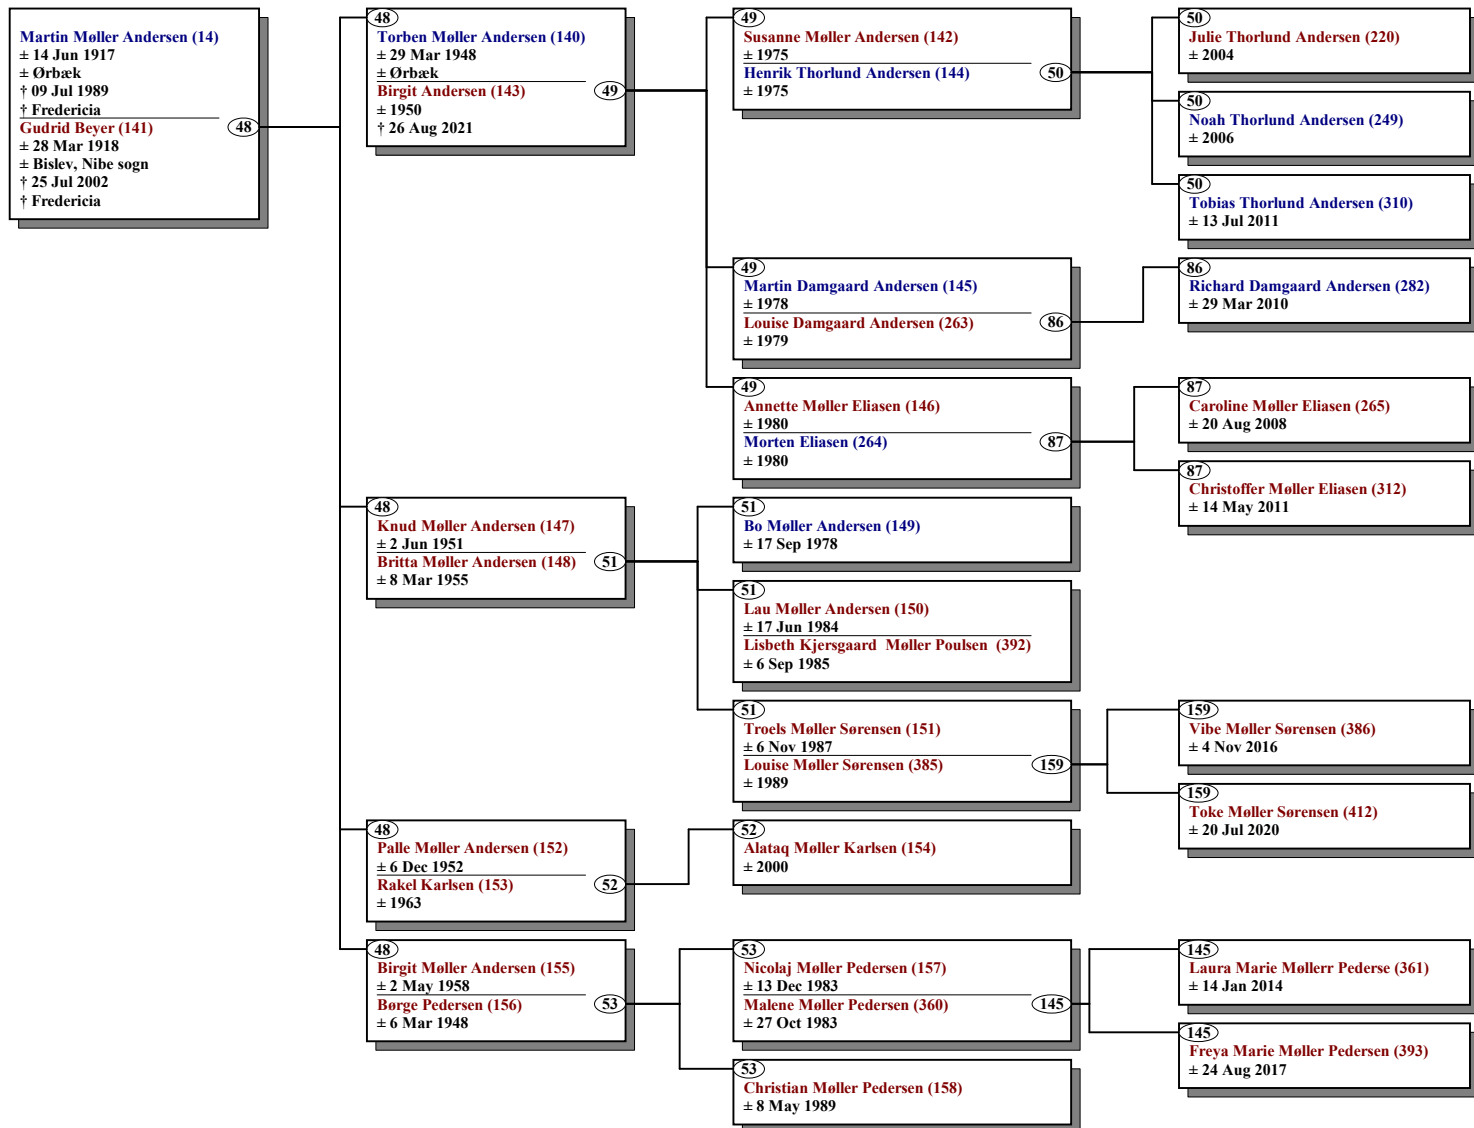 Martin Møller Andersen (14)
± 14 Jun 1917
± Ørbæk
† 09 Jul 1989
† Fredericia
Gudrid Beyer (141)
± 28 Mar 1918
± Bislev, Nibe sogn
† 25 Jul 2002
† Fredericia
48
48
Torben Møller Andersen (140)
± 29 Mar 1948
± Ørbæk
Birgit Andersen (143)
± 1950
† 26 Aug 2021
49
49
Susanne Møller Andersen (142)
± 1975
Henrik Thorlund Andersen (144)
± 1975
50
50
Julie Thorlund Andersen (220)
± 2004
50
Noah Thorlund Andersen (249)
± 2006
50
Tobias Thorlund Andersen (310)
± 13 Jul 2011
49
Martin Damgaard Andersen (145)
± 1978
Louise Damgaard Andersen (263)
± 1979
86
86
Richard Damgaard Andersen (282)
± 29 Mar 2010
49
Annette Møller Eliasen (146)
± 1980
Morten Eliasen (264)
± 1980
87
87
Caroline Møller Eliasen (265)
± 20 Aug 2008
87
Christoffer Møller Eliasen (312)
± 14 May 2011
48
Knud Møller Andersen (147)
± 2 Jun 1951
Britta Møller Andersen (148)
± 8 Mar 1955
51
51
Bo Møller Andersen (149)
± 17 Sep 1978
51
Lau Møller Andersen (150)
± 17 Jun 1984
Lisbeth Kjersgaard  Møller Poulsen  (392)
± 6 Sep 1985
51
Troels Møller Sørensen (151)
± 6 Nov 1987
Louise Møller Sørensen (385)
± 1989
159
159
Vibe Møller Sørensen (386)
± 4 Nov 2016
159
Toke Møller Sørensen (412)
± 20 Jul 2020
48
Palle Møller Andersen (152)
± 6 Dec 1952
Rakel Karlsen (153)
± 1963
52
52
Alataq Møller Karlsen (154)
± 2000
48
Birgit Møller Andersen (155)
± 2 May 1958
Børge Pedersen (156)
± 6 Mar 1948
53
53
Nicolaj Møller Pedersen (157)
± 13 Dec 1983
Malene Møller Pedersen (360)
± 27 Oct 1983
145
145
Laura Marie Møllerr Pederse (361)
± 14 Jan 2014
145
Freya Marie Møller Pedersen (393)
± 24 Aug 2017
53
Christian Møller Pedersen (158)
± 8 May 1989